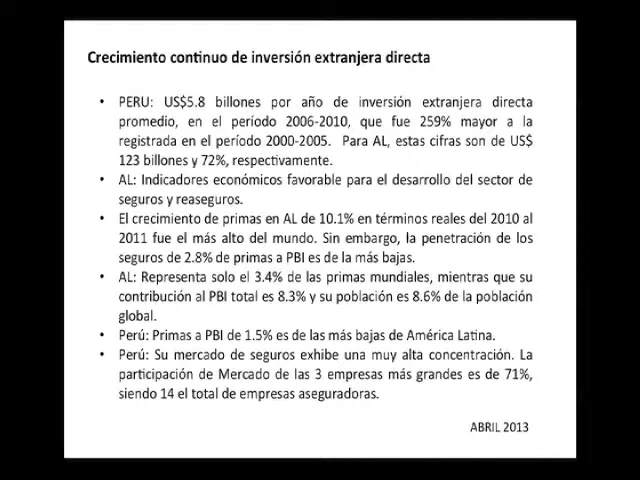 Crecimiento continuo de inversión extranjera directa
• PERU: US$5.8 billones por año de inversión extranjera directa
promedio, en el período 2006-2010, que fue 259% mayor a la
registrada en el período 2000-2005. Para AL, estas cifras son de US$
123 billones y 72%, respectivamente.
• AL: Indicadores económicos favorable para el desarrollo del sector de
seguros y reaseguros.
• El crecimiento de primas en AL de 10.1% en términos reales del 2010 al
2011 fue el más alto del mundo. Sin embargo, la penetración de los
seguros de 2.8% de primas a PBI es de la más bajas.
• AL: Representa solo el 3.4% de las primas mundiales, mientras que su
contribución al PBI total es 8.3% y su población es 8.6% de la población
global.
• Perú: Primas a PBI de 1.5% es de las más bajas de América Latina.
• Perú: Su mercado de seguros exhibe una muy alta concentración. La
participación de Mercado de las 3 empresas más grandes es de 71%,
siendo 14 el total de empresas aseguradoras.
ABRIL 2013